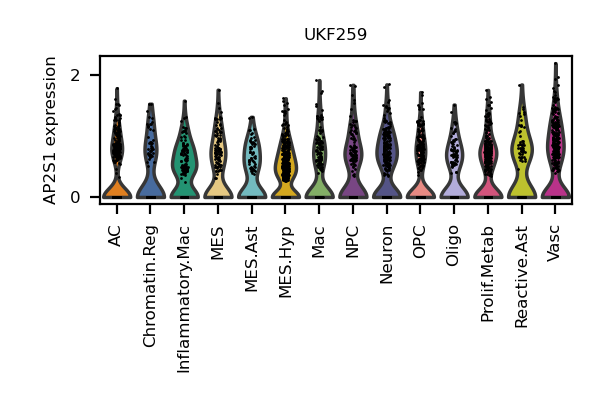 UKF259
AP2S1 expression
2
0
AC
Chromatin.Reg
Inflammatory.Mac
MES
MES.Ast
MES.Hyp
Mac
NPC
Neuron
OPC
Oligo
Prolif.Metab
Reactive.Ast
Vasc